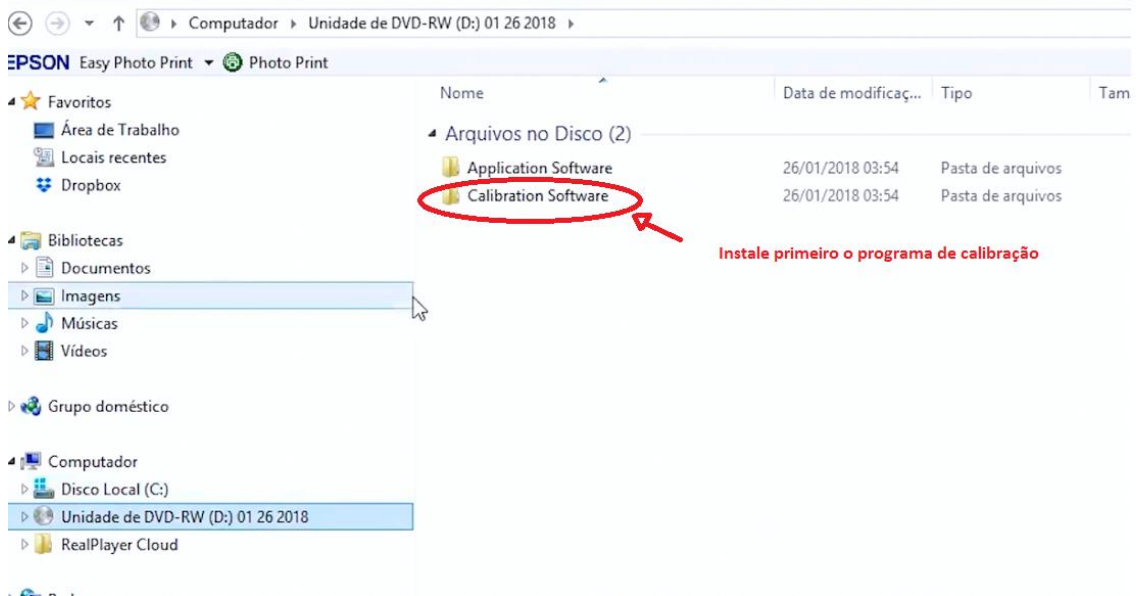 Computador Unidade de DVD-RW (D:) 01 26 2018
EPSON Easy Photo Print Photo Print
Favoritos
Área de Trabalho
Locais recentes
Dropbox
Bibliotecas
Documentos
Imagens
Músicas
Vídeos
Grupo doméstico
Computador
Disco Local (C:)
Unidade de DVD-RW (D:) 01 26 2018
RealPlayer Cloud
Nome Data de modificaç... Tipo Tam
Arquivos no Disco (2)
Application Software 26/01/2018 03:54 Pasta de arquivos
Calibration Software 26/01/2018 03:54 Pasta de arquivos
Instale primeiro o programa de calibração